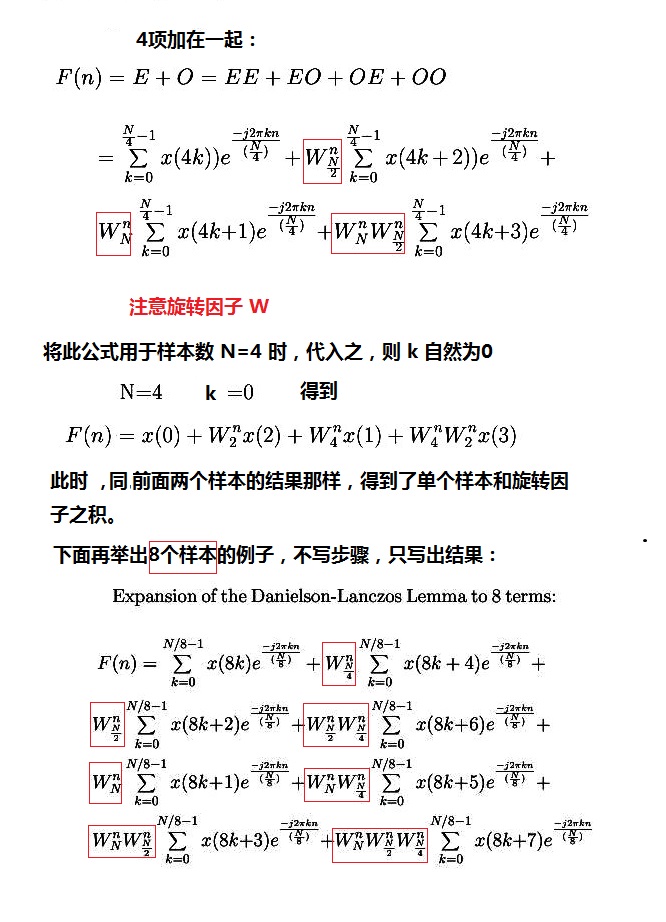 4项加在一起：
F(n) = E + O = EE + EO + OE + OO
= \sum_{k=0}^{\frac{N}{4}-1} x(4k))e^{\frac{-j2\pi kn}{(\frac{N}{4})}} + W_{\frac{N}{2}}^{n} \sum_{k=0}^{\frac{N}{4}-1} x(4k+2))e^{\frac{-j2\pi kn}{(\frac{N}{4})}} +
W_{N}^{n} \sum_{k=0}^{\frac{N}{4}-1} x(4k+1)e^{\frac{-j2\pi kn}{(\frac{N}{4})}} + W_{N}^{n}W_{\frac{N}{2}}^{n} \sum_{k=0}^{\frac{N}{4}-1} x(4k+3)e^{\frac{-j2\pi kn}{(\frac{N}{4})}}
注意旋转因子 W
将此公式用于样本数 N=4 时，代入之，则 k 自然为0
N=4 k =0 得到
F(n) = x(0) + W_{2}^{n}x(2) + W_{4}^{n}x(1) + W_{4}^{n}W_{2}^{n}x(3)
此时 ,同 前面两个样本的结果那样，得到了单个样本和旋转因
子之积。
下面再举出8个样本的例子，不写步骤，只写出结果：
Expansion of the Danielson-Lanczos Lemma to 8 terms:
F(n) = \sum_{k=0}^{N/8-1} x(8k)e^{\frac{-j2\pi kn}{(\frac{N}{8})}} + W_{\frac{N}{4}}^{n} \sum_{k=0}^{N/8-1} x(8k+4)e^{\frac{-j2\pi kn}{(\frac{N}{8})}} +
W_{\frac{N}{2}}^{n} \sum_{k=0}^{N/8-1} x(8k+2)e^{\frac{-j2\pi kn}{(\frac{N}{8})}} + W_{\frac{N}{2}}^{n}W_{\frac{N}{4}}^{n} \sum_{k=0}^{N/8-1} x(8k+6)e^{\frac{-j2\pi kn}{(\frac{N}{8})}} +
W_{N}^{n} \sum_{k=0}^{N/8-1} x(8k+1)e^{\frac{-j2\pi kn}{(\frac{N}{8})}} + W_{N}^{n}W_{\frac{N}{4}}^{n} \sum_{k=0}^{N/8-1} x(8k+5)e^{\frac{-j2\pi kn}{(\frac{N}{8})}} +
W_{N}^{n}W_{\frac{N}{2}}^{n} \sum_{k=0}^{N/8-1} x(8k+3)e^{\frac{-j2\pi kn}{(\frac{N}{8})}} + W_{N}^{n}W_{\frac{N}{2}}^{n}W_{\frac{N}{4}}^{n} \sum_{k=0}^{N/8-1} x(8k+7)e^{\frac{-j2\pi kn}{(\frac{N}{8})}}